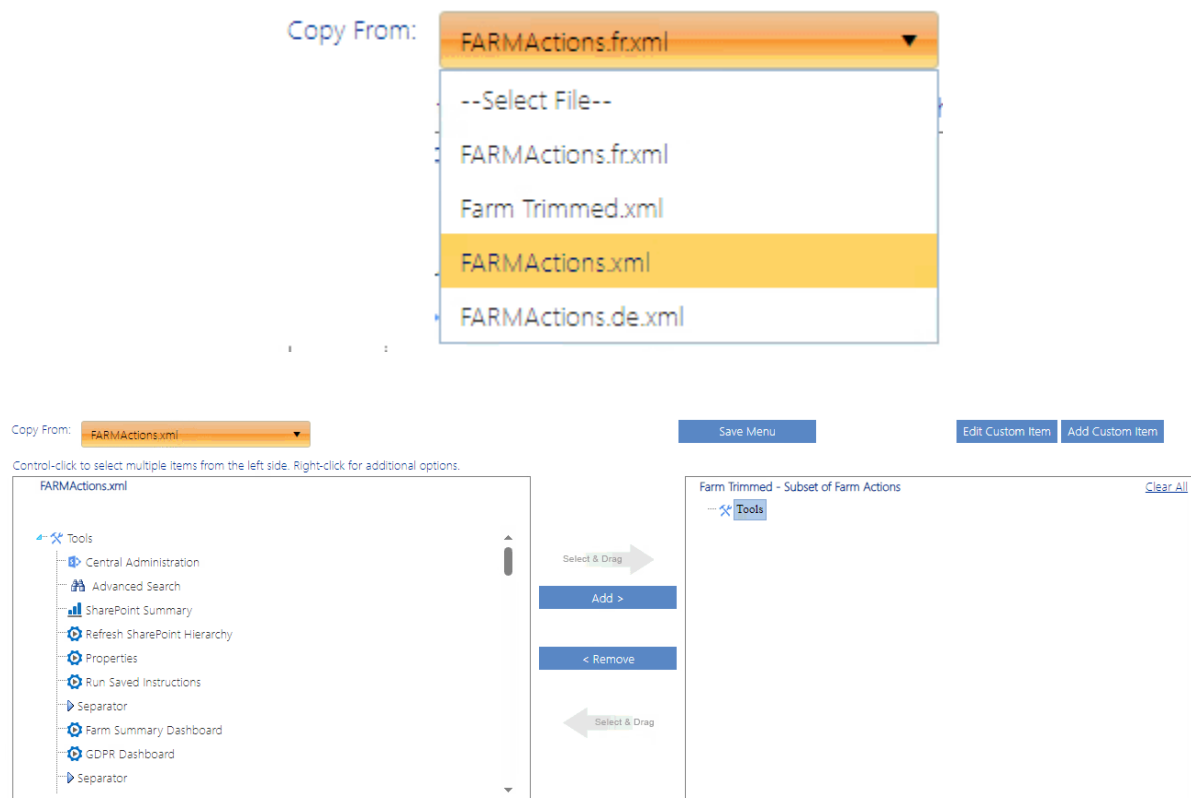 Copy From:
FARMActions.fr.xml
--Select File--
FARMActions.fr.xml
Farm Trimmed.xml
FARMActions.xml
FARMActions.de.xml
Copy From:
FARMActions.xml
Save Menu
Edit Custom Item
Add Custom Item
Control-click to select multiple items from the left side. Right-click for additional options.
FARMActions.xml
Tools
Central Administration
Advanced Search
SharePoint Summary
Refresh SharePoint Hierarchy
Properties
Run Saved Instructions
Separator
Farm Summary Dashboard
GDPR Dashboard
Separator
Select & Drag
Add >
< Remove
Select & Drag
Farm Trimmed - Subset of Farm Actions
Clear All
Tools